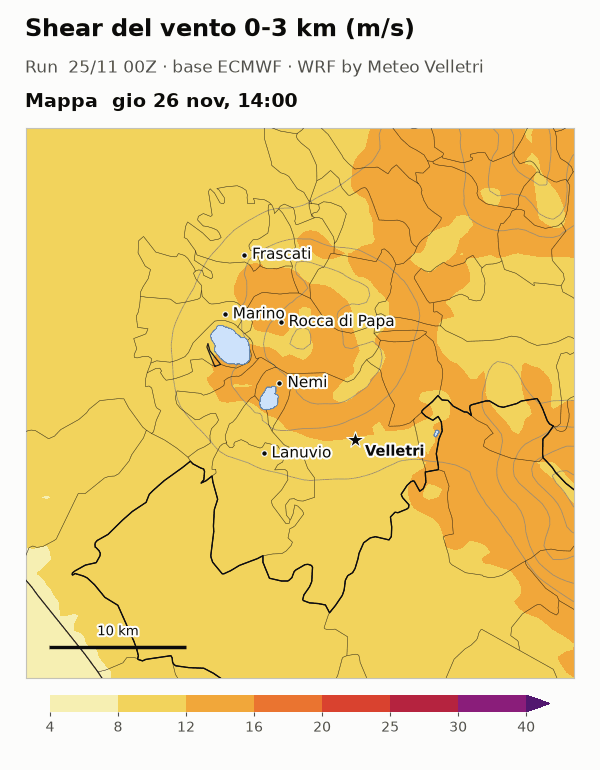 Shear del vento 0-3 km (m/s)
Run  25/11 00Z · base ECMWF · WRF by Meteo Velletri
Mappa  gio 26 nov, 14:00
Frascati
Marino
Rocca di Papa
Nemi
Velletri
Lanuvio
10 km
4 8 12 16 20 25 30 40